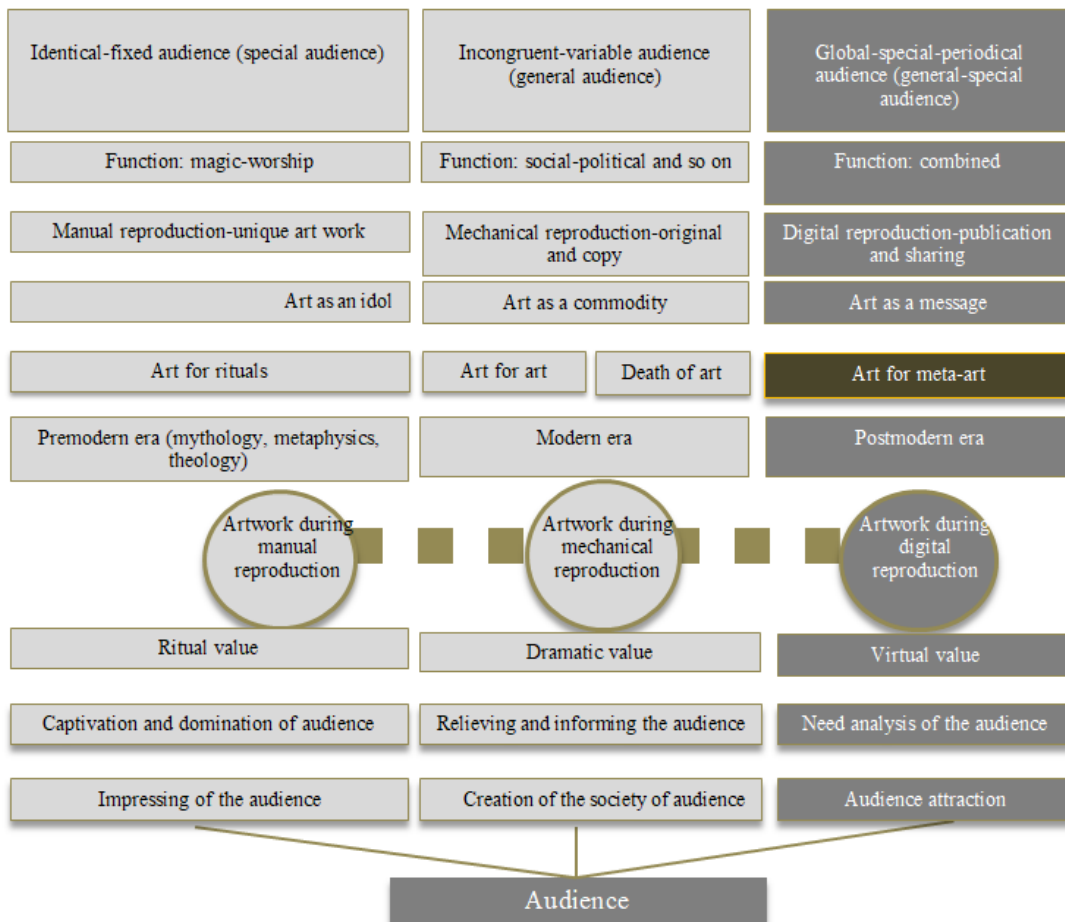 Identical-fixed audience (special audience)
Incongruent-variable audience
(general audience)
Global-special-periodical
audience (general-special
audience)
Function: magic-worship
Function: social-political and so on
Function: combined
Manual reproduction-unique art work
Mechanical reproduction-original
and copy
Digital reproduction-publication
and sharing
Art as an idol
Art as a commodity
Art as a message
Art for rituals
Art for art
Death of art
Art for meta-art
Premodern era (mythology, metaphysics,
theology)
Modern era
Postmodern era
Artwork during
manual
reproduction
Artwork during
mechanical
reproduction
Artwork during
digital
reproduction
Ritual value
Dramatic value
Virtual value
Captivation and domination of audience
Relieving and informing the audience
Need analysis of the audience
Impressing of the audience
Creation of the society of audience
Audience attraction
Audience